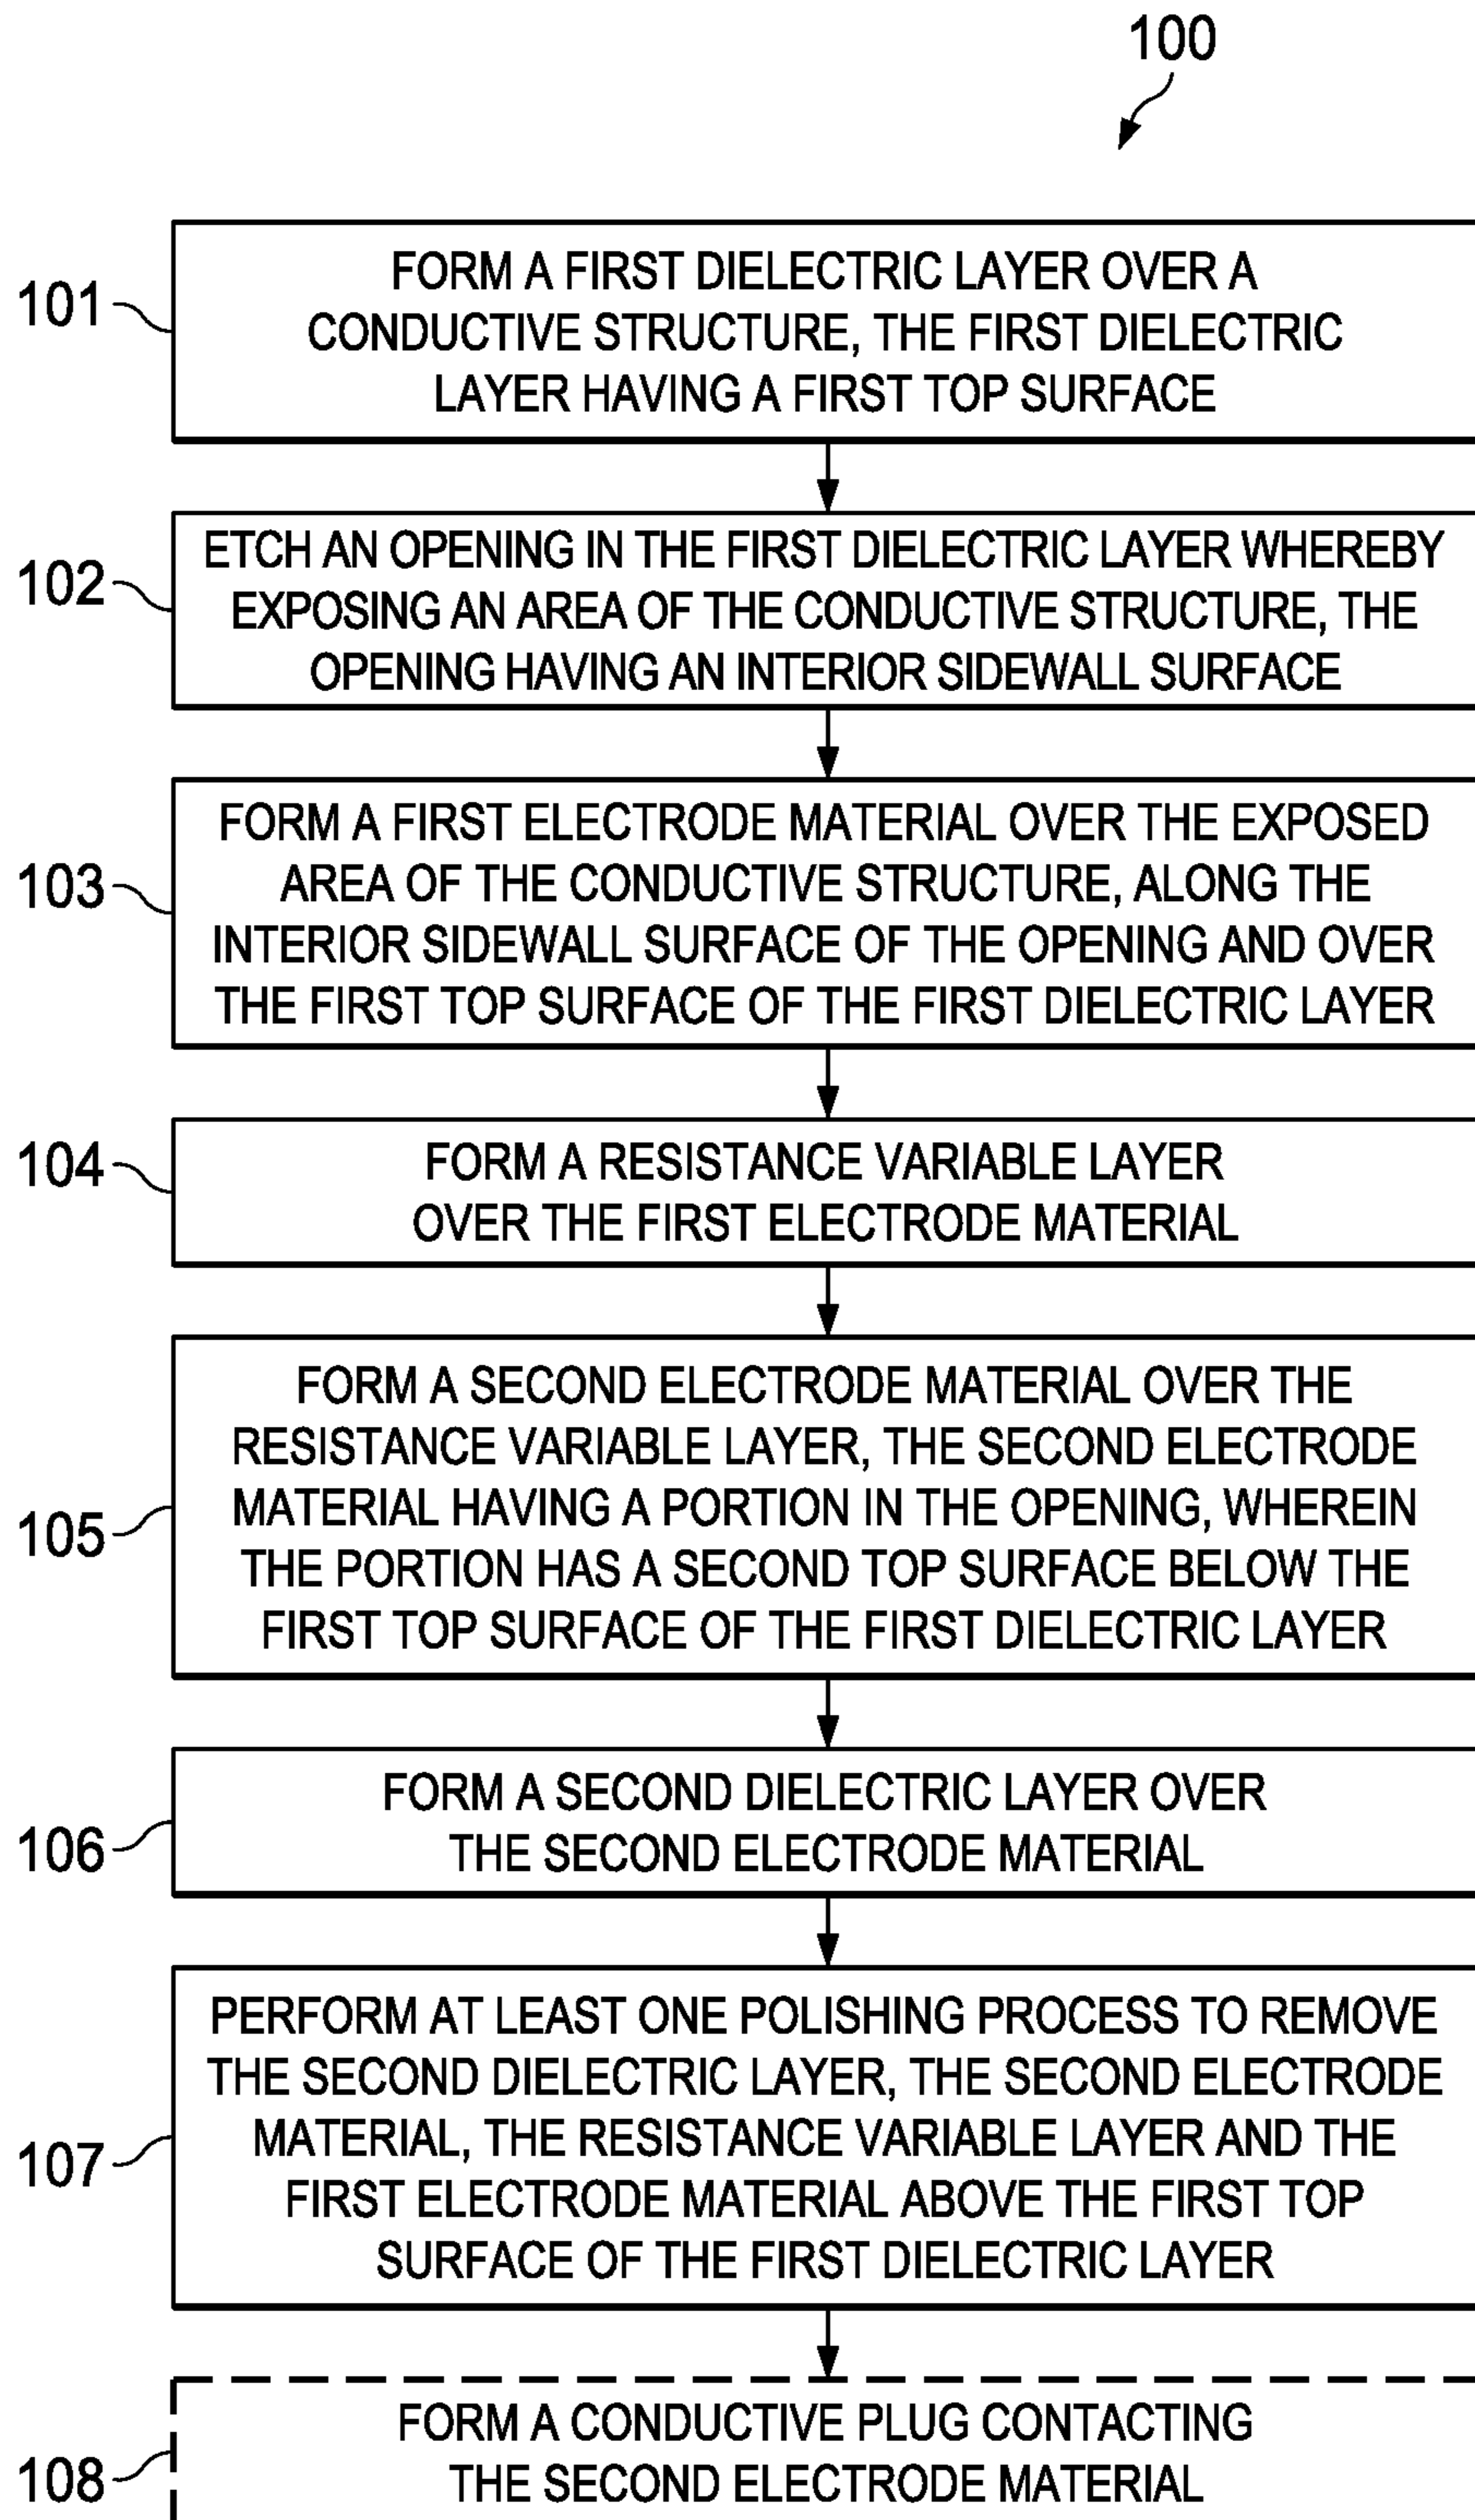 100
101
FORM A FIRST DIELECTRIC LAYER OVER A
CONDUCTIVE STRUCTURE, THE FIRST DIELECTRIC
LAYER HAVING A FIRST TOP SURFACE
102
ETCH AN OPENING IN THE FIRST DIELECTRIC LAYER WHEREBY
EXPOSING AN AREA OF THE CONDUCTIVE STRUCTURE, THE
OPENING HAVING AN INTERIOR SIDEWALL SURFACE
103
FORM A FIRST ELECTRODE MATERIAL OVER THE EXPOSED
AREA OF THE CONDUCTIVE STRUCTURE, ALONG THE
INTERIOR SIDEWALL SURFACE OF THE OPENING AND OVER
THE FIRST TOP SURFACE OF THE FIRST DIELECTRIC LAYER
104
FORM A RESISTANCE VARIABLE LAYER
OVER THE FIRST ELECTRODE MATERIAL
105
FORM A SECOND ELECTRODE MATERIAL OVER THE
RESISTANCE VARIABLE LAYER, THE SECOND ELECTRODE
MATERIAL HAVING A PORTION IN THE OPENING, WHEREIN
THE PORTION HAS A SECOND TOP SURFACE BELOW THE
FIRST TOP SURFACE OF THE FIRST DIELECTRIC LAYER
106
FORM A SECOND DIELECTRIC LAYER OVER
THE SECOND ELECTRODE MATERIAL
107
PERFORM AT LEAST ONE POLISHING PROCESS TO REMOVE
THE SECOND DIELECTRIC LAYER, THE SECOND ELECTRODE
MATERIAL, THE RESISTANCE VARIABLE LAYER AND THE
FIRST ELECTRODE MATERIAL ABOVE THE FIRST TOP
SURFACE OF THE FIRST DIELECTRIC LAYER
108
FORM A CONDUCTIVE PLUG CONTACTING
THE SECOND ELECTRODE MATERIAL